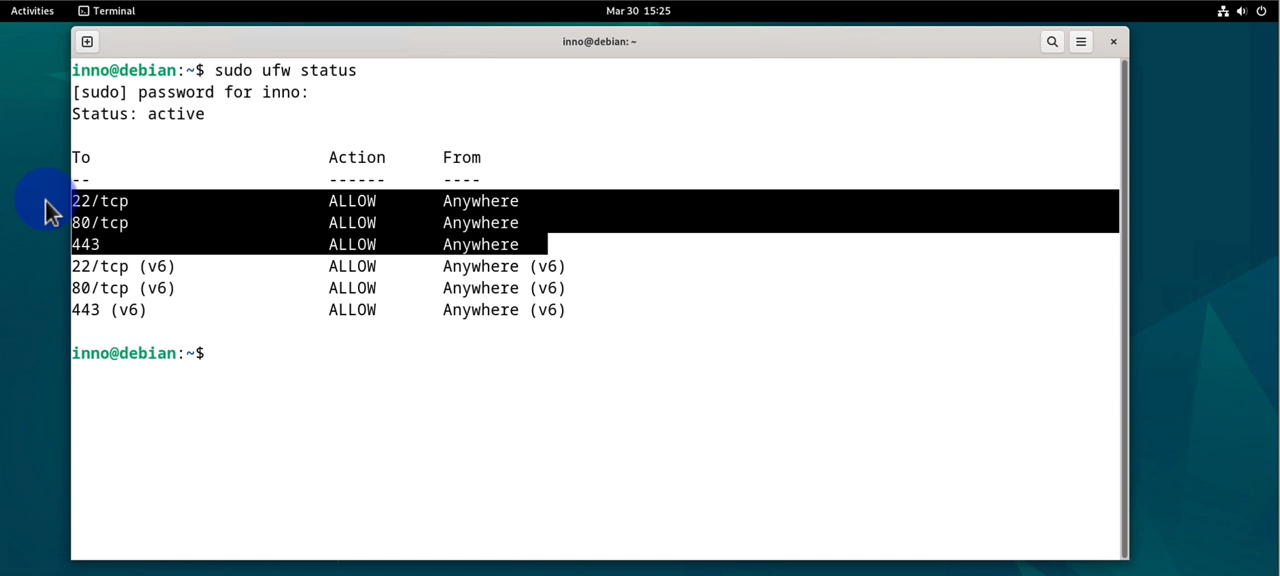 Activities Terminal Mar 30 15:25
inno@debian: ~
inno@debian:~$ sudo ufw status
[sudo] password for inno:
Status: active
To Action From
-- ------ ----
22/tcp ALLOW Anywhere
80/tcp ALLOW Anywhere
443 ALLOW Anywhere
22/tcp (v6) ALLOW Anywhere (v6)
80/tcp (v6) ALLOW Anywhere (v6)
443 (v6) ALLOW Anywhere (v6)
inno@debian:~$